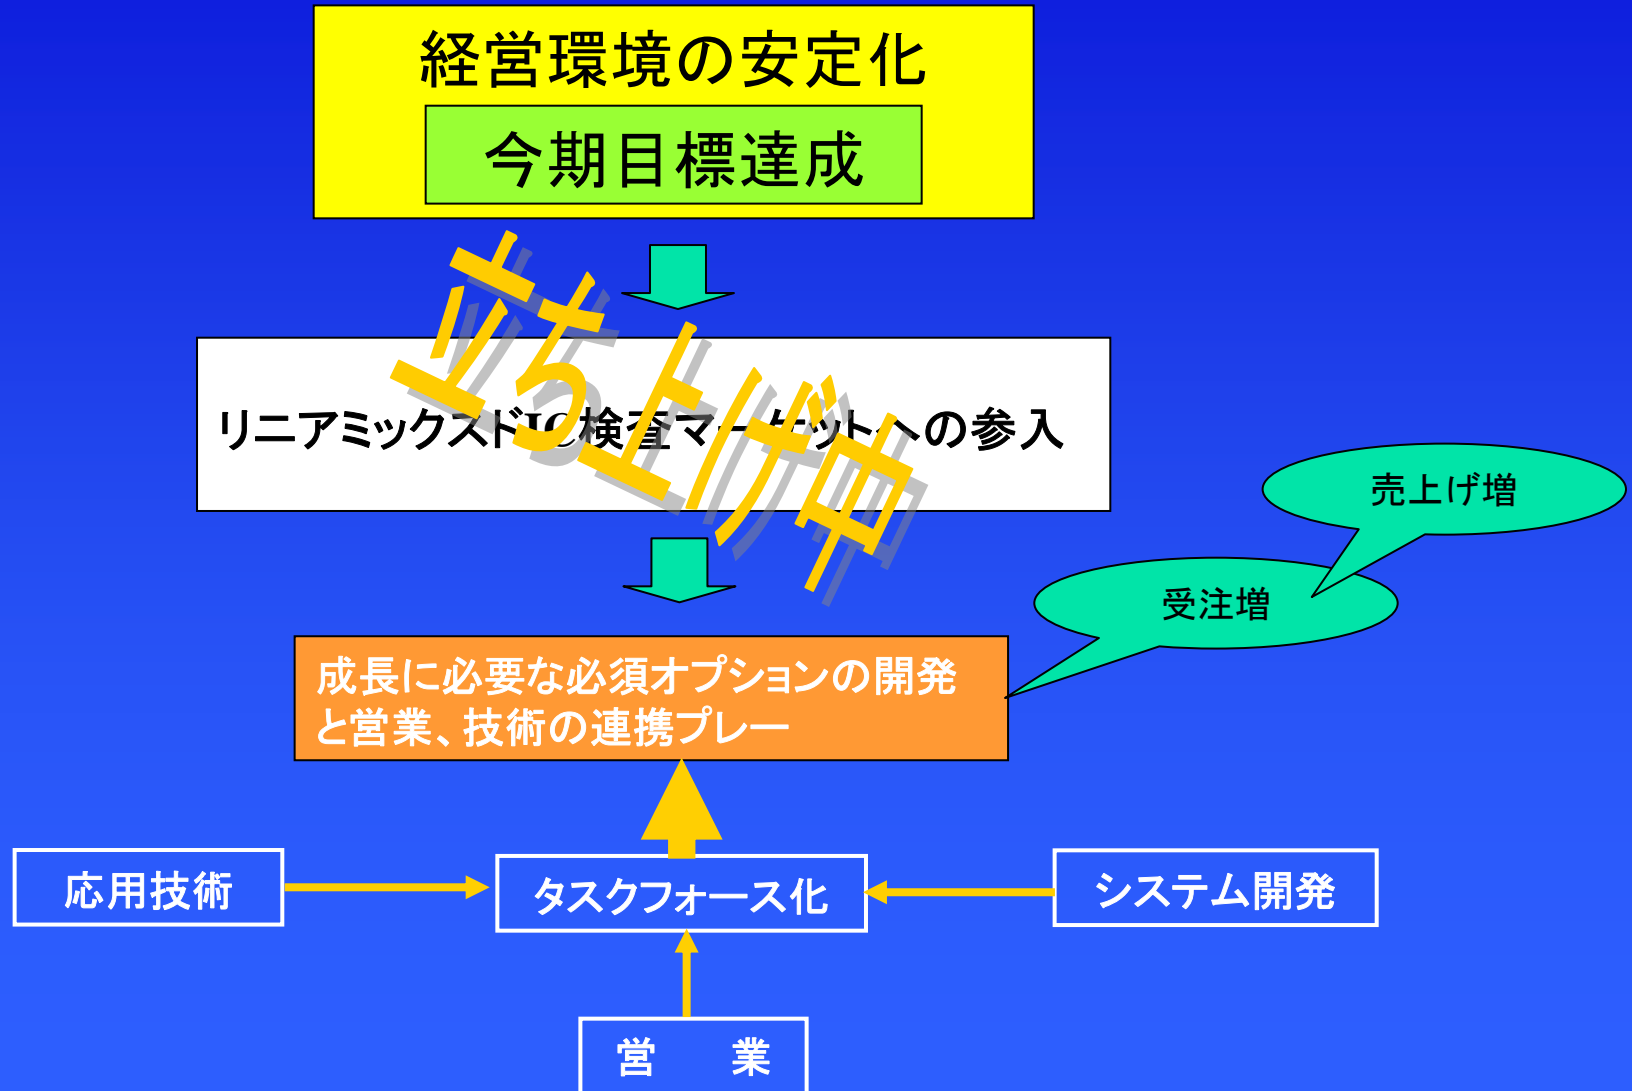 経営環境の安定化
今期目標達成
立ち上げ中
リニアミックスドIC検査マーケットへの参入
売上げ増
受注増
成長に必要な必須オプションの開発
と営業、技術の連携プレー
応用技術
タスクフォース化
システム開発
営　業